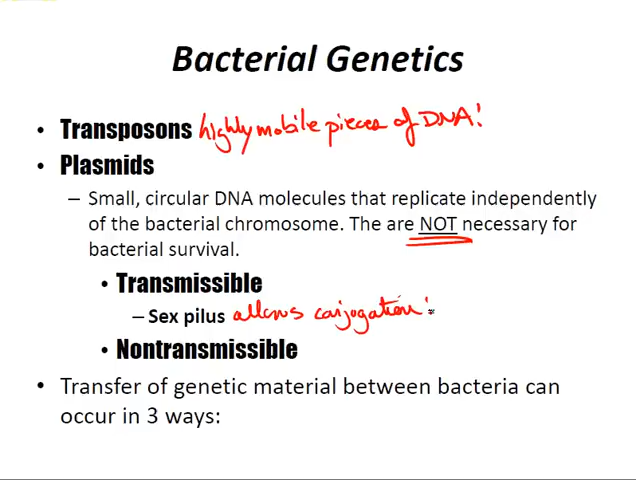 Bacterial Genetics
• Transposons highly mobile pieces of DNA!
• Plasmids
– Small, circular DNA molecules that replicate independently
of the bacterial chromosome. The are NOT necessary for
bacterial survival.
• Transmissible
– Sex pilus allows conjugation!
• Nontransmissible
• Transfer of genetic material between bacteria can
occur in 3 ways: